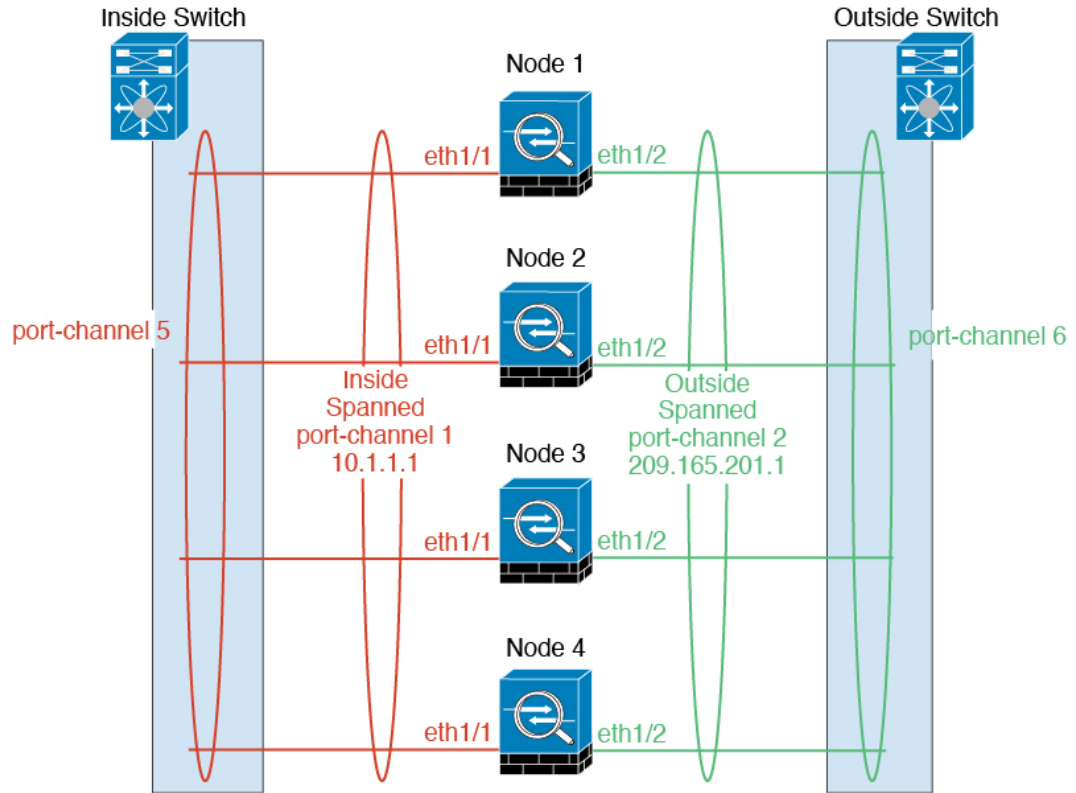 Inside Switch
Outside Switch
Node 1
eth1/1
eth1/2
Node 2
port-channel 5
eth1/1
eth1/2
port-channel 6
Inside
Spanned
port-channel 1
10.1.1.1
Outside
Spanned
port-channel 2
209.165.201.1
Node 3
eth1/1
eth1/2
Node 4
eth1/1
eth1/2